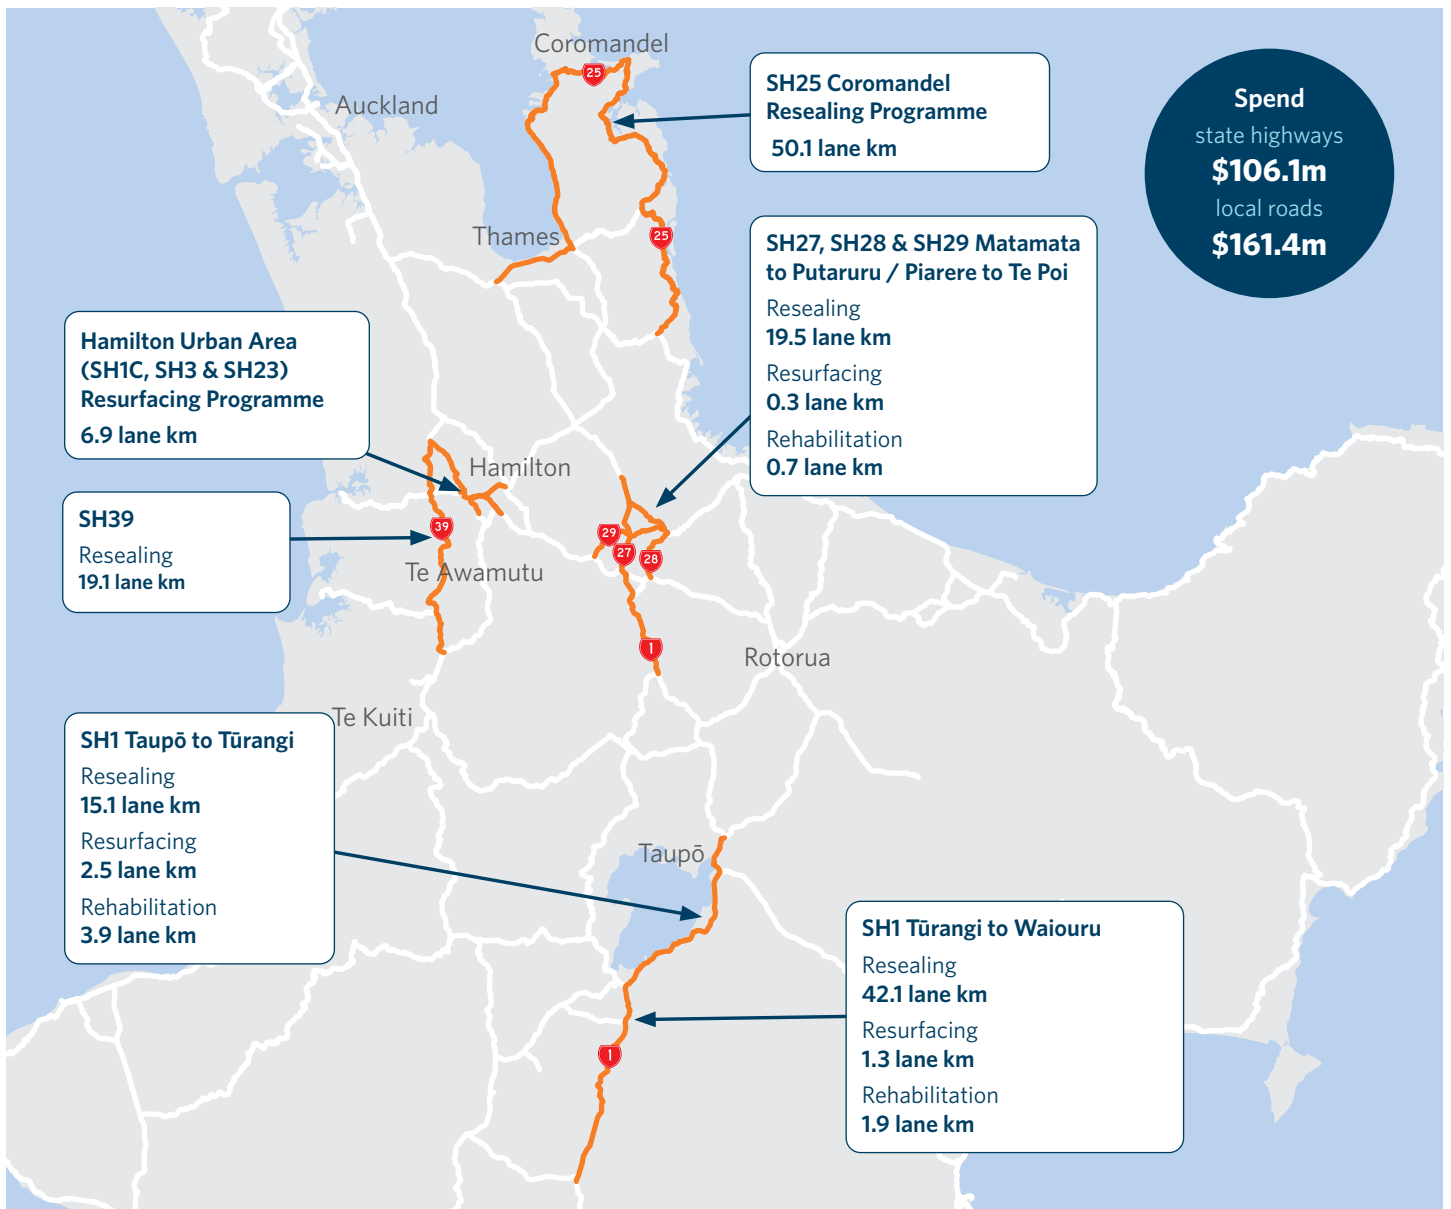 Coromandel
25
Auckland
SH25 Coromandel
Resealing Programme
50.1 lane km
Spend
state highways
$106.1m
local roads
$161.4m
Thames
25
SH27, SH28 & SH29 Matamata
to Putaruru / Piarere to Te Poi
Resealing
19.5 lane km
Resurfacing
0.3 lane km
Rehabilitation
0.7 lane km
Hamilton Urban Area
(SH1C, SH3 & SH23)
Resurfacing Programme
6.9 lane km
Hamilton
SH39
Resealing
19.1 lane km
39
29
27
28
Te Awamutu
1
Rotorua
Te Kuiti
SH1 Taupō to Tūrangi
Resealing
15.1 lane km
Resurfacing
2.5 lane km
Rehabilitation
3.9 lane km
Taupō
SH1 Tūrangi to Waiouru
Resealing
42.1 lane km
Resurfacing
1.3 lane km
Rehabilitation
1.9 lane km
1